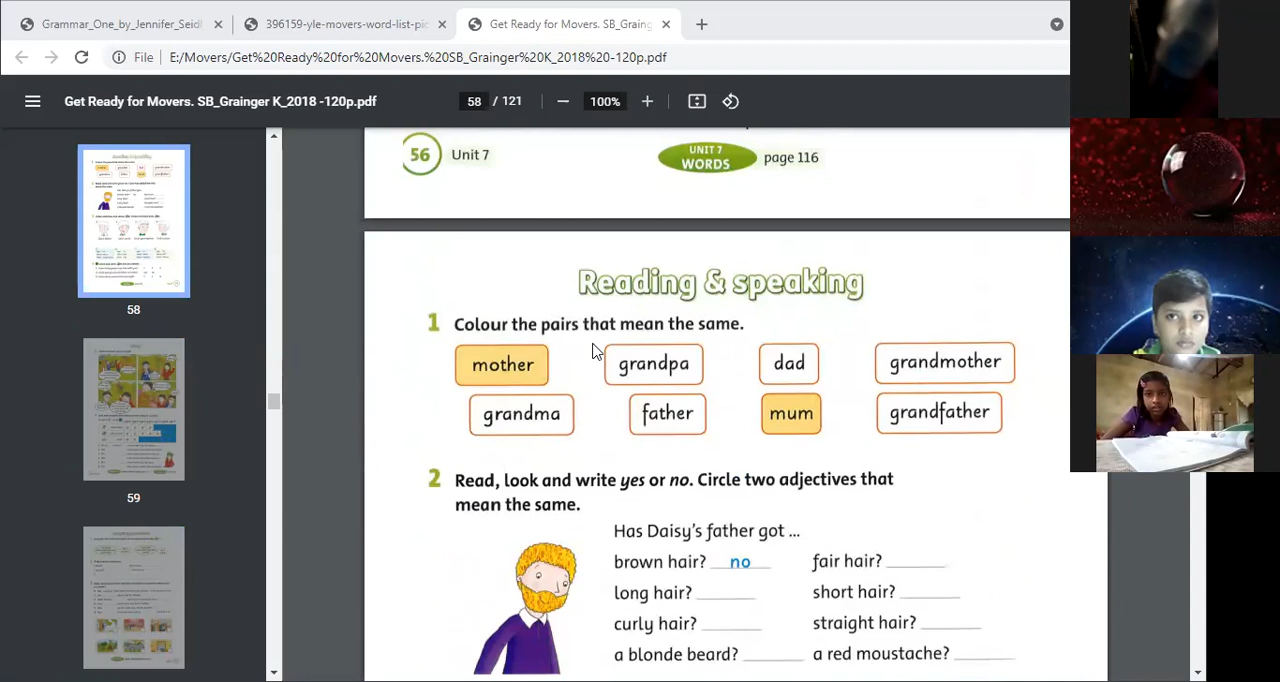 Grammar_One_by_Jennifer_Seidl
396159-yle-movers-word-list-pic
Get Ready for Movers. SB_Graing
File
E:/Movers/Get%20Ready%20for%20Movers.%20SB_Grainger%20K_2018%20-120p.pdf
Get Ready for Movers. SB_Grainger K_2018 -120p.pdf
58 / 121
100%
56 Unit 7
UNIT 7
WORDS
page 116
58
59
Reading & speaking
1 Colour the pairs that mean the same.
mother grandpa dad grandmother
grandma father mum grandfather
2 Read, look and write yes or no. Circle two adjectives that
mean the same.
Has Daisy's father got ...
brown hair? no fair hair?
long hair? short hair?
curly hair? straight hair?
a blonde beard? a red moustache?